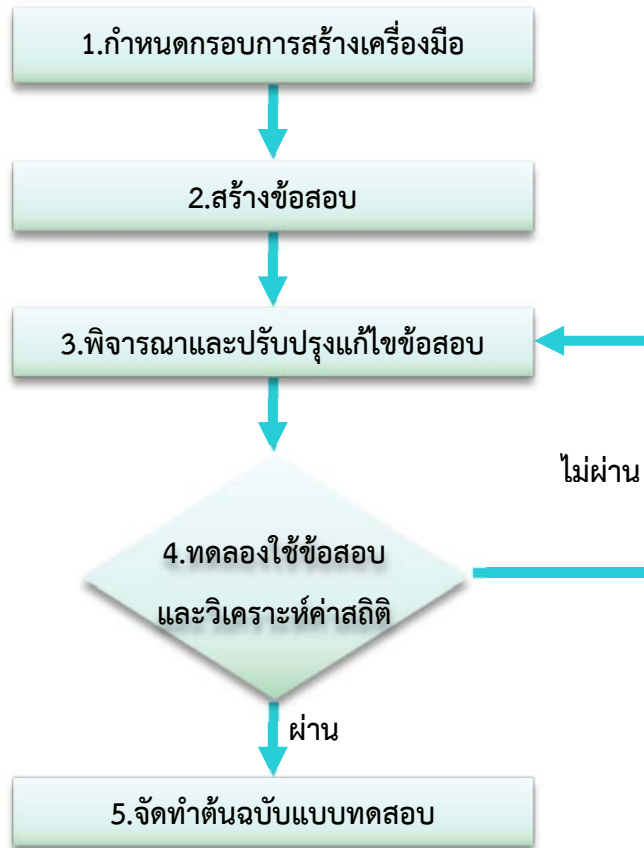 1.กำหนดกรอบการสร้างเครื่องมือ
2.สร้างข้อสอบ
3.พิจารณาและปรับปรุงแก้ไขข้อสอบ
ไม่ผ่าน
4.ทดลองใช้ข้อสอบ
และวิเคราะห์ค่าสถิติ
ผ่าน
5.จัดทำต้นฉบับแบบทดสอบ